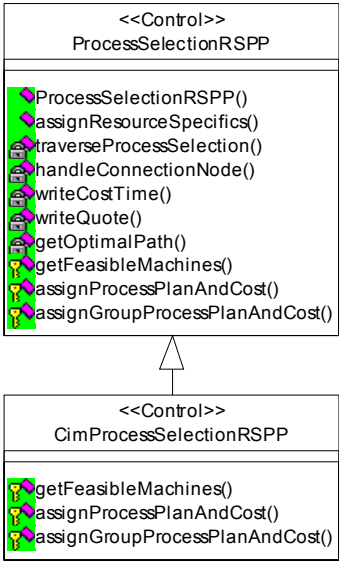 <<Control>>
ProcessSelectionRSPP
ProcessSelectionRSPP()
assignResourceSpecifics()
traverseProcessSelection()
handleConnectionNode()
writeCostTime()
writeQuote()
getOptimalPath()
getFeasibleMachines()
assignProcessPlanAndCost()
assignGroupProcessPlanAndCost()
<<Control>>
CimProcessSelectionRSPP
getFeasibleMachines()
assignProcessPlanAndCost()
assignGroupProcessPlanAndCost()